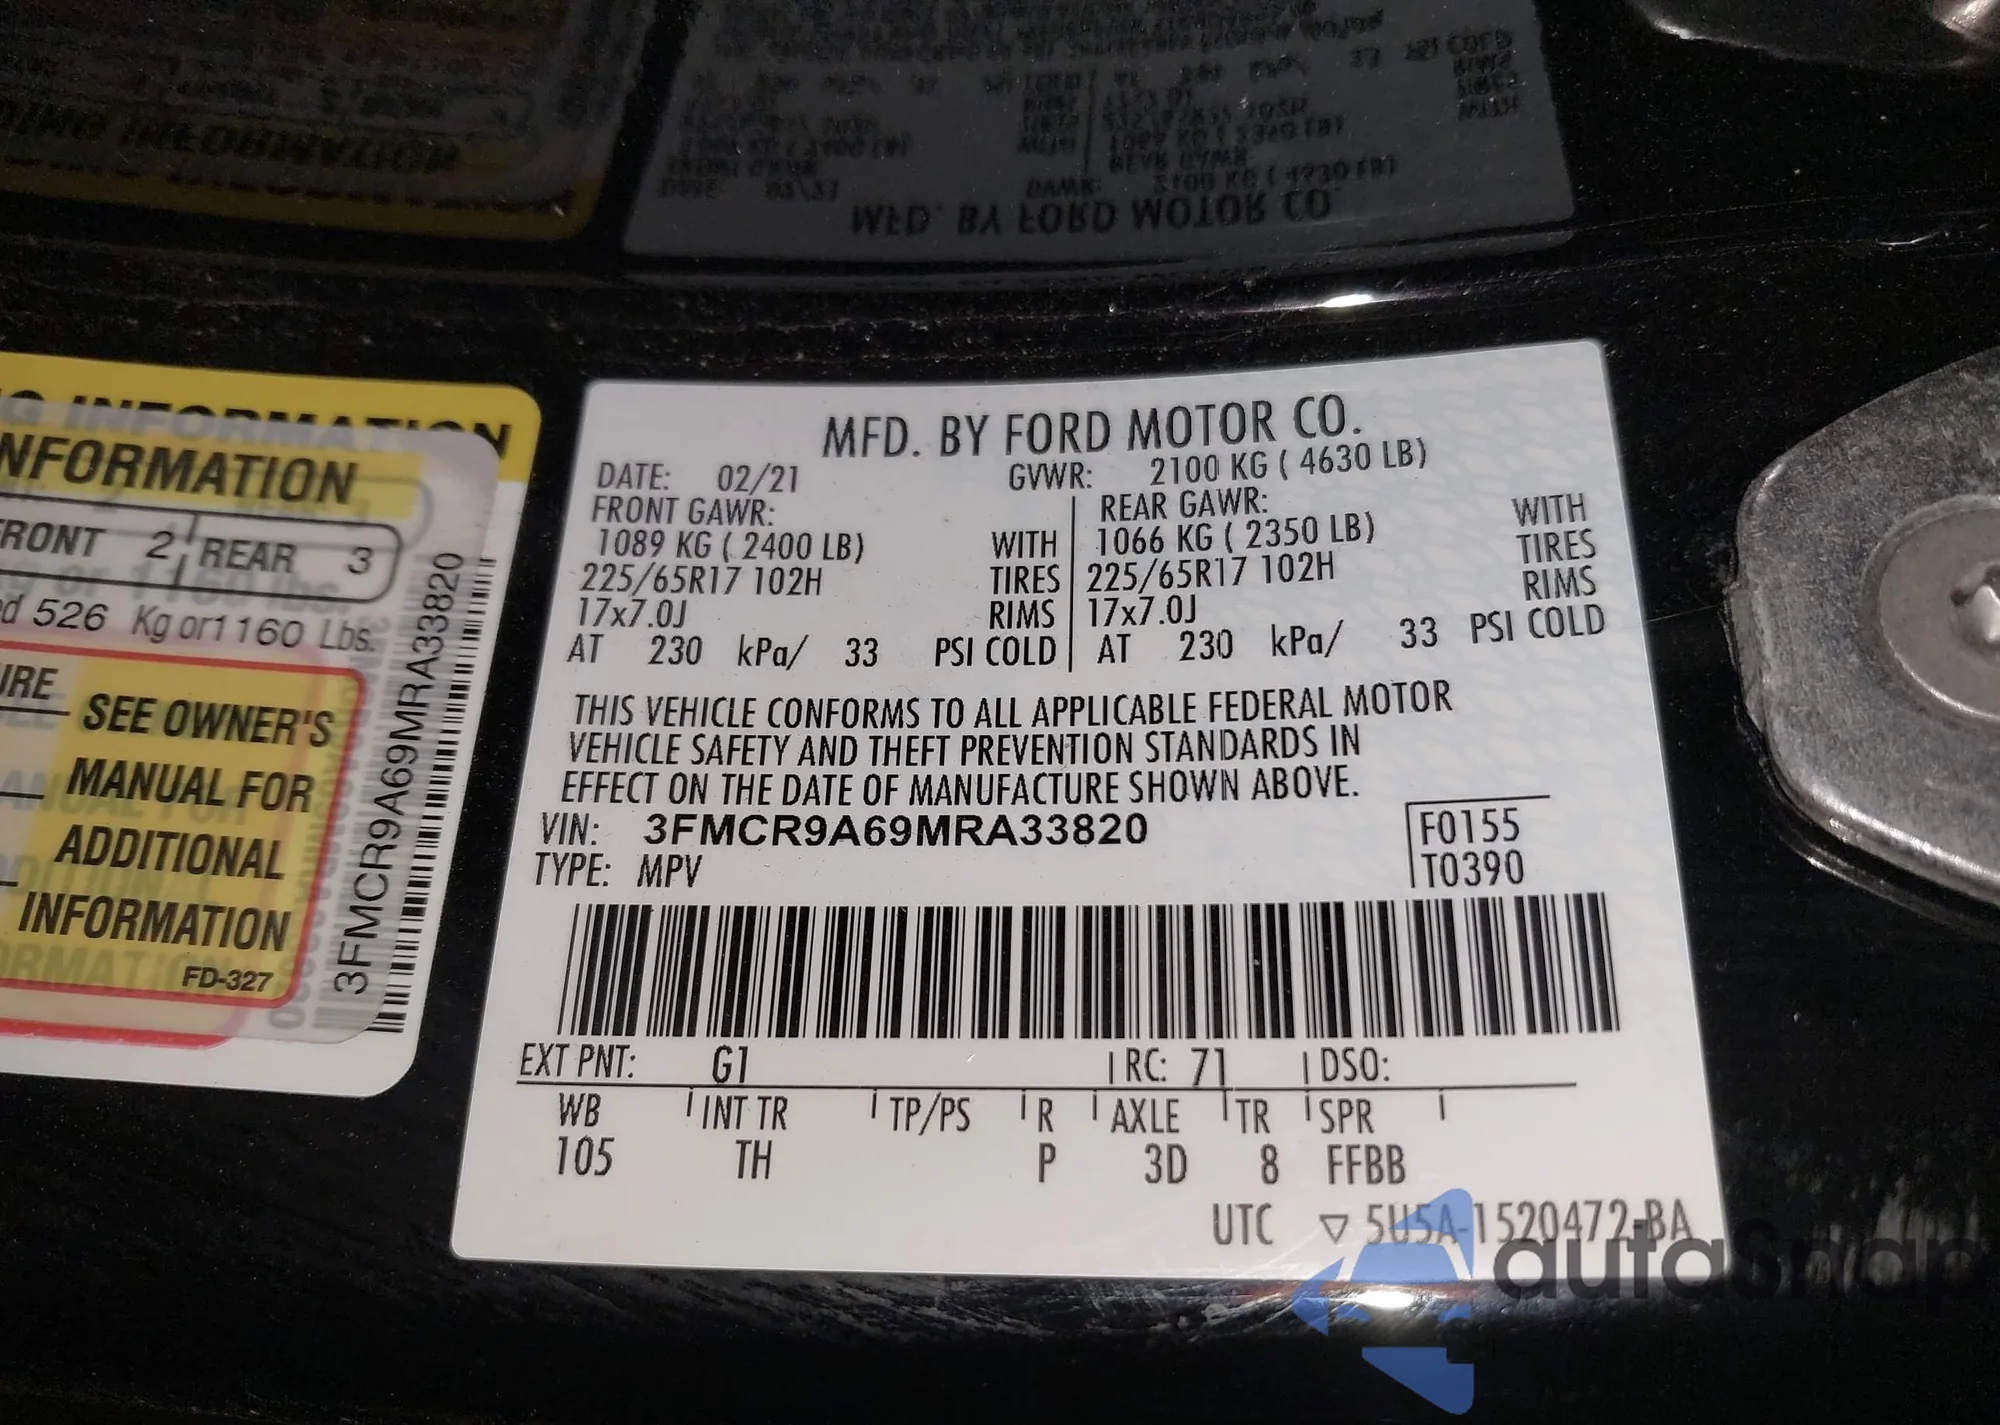 MFD. BY FORD MOTOR CO.
DATE: 02/21 GVWR: 2100 KG ( 4630 LB)
FRONT GAWR: REAR GAWR: WITH
1089 KG ( 2400 LB) WITH 1066 KG ( 2350 LB) TIRES
225/65R17 102H TIRES 225/65R17 102H RIMS
17x7.0J RIMS 17x7.0J
AT 230 kPa/ 33 PSI COLD AT 230 kPa/ 33 PSI COLD
THIS VEHICLE CONFORMS TO ALL APPLICABLE FEDERAL MOTOR
VEHICLE SAFETY AND THEFT PREVENTION STANDARDS IN
EFFECT ON THE DATE OF MANUFACTURE SHOWN ABOVE.
VIN: 3FMCR9A69MRA33820 F0155
TYPE: MPV T0390
EXT PNT: G1 RC: 71 DSO:
WB INT TR TP/PS R AXLE TR SPR
105 TH P 3D 8 FFBB
UTC ▽ 5U5A-1520472-BA
G INFORMATION
NFORMATION
FRONT 2 REAR 3
526 Kg or 1160 Lbs.
SEE OWNER'S
MANUAL FOR
ADDITIONAL
INFORMATION
FD-327
3FMCR9A69MRA33820
autoSnap